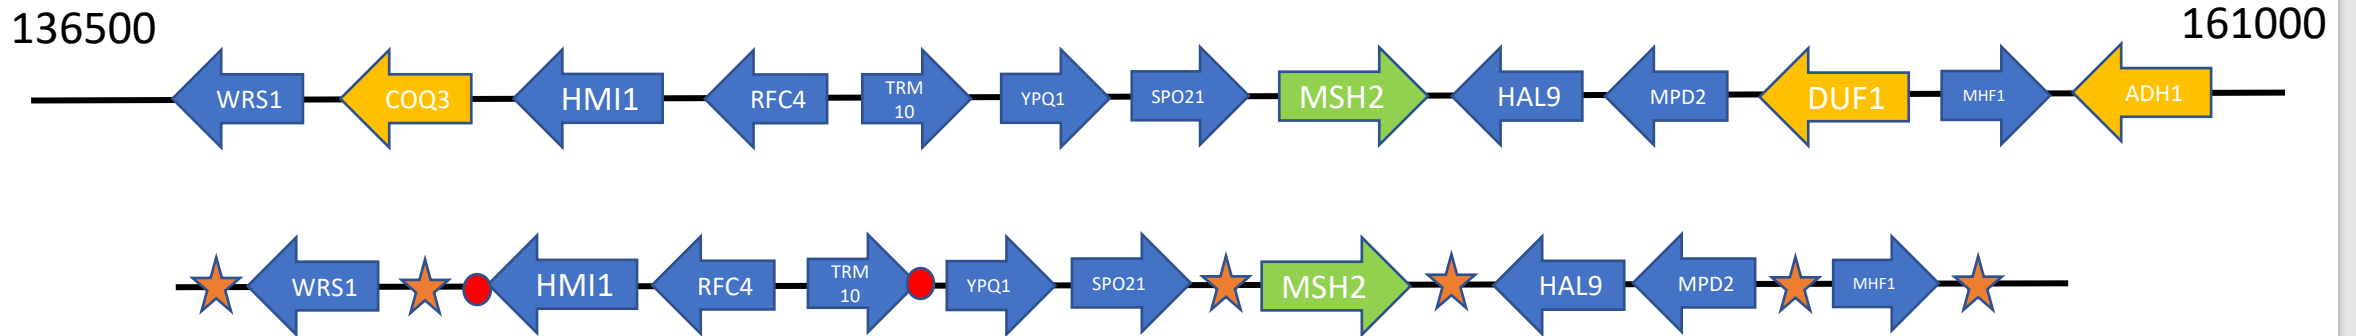 136500
161000
WRS1
COQ3
HMI1
RFC4
TRM
10
YPQ1
SPO21
MSH2
HAL9
MPD2
DUF1
MHF1
ADH1
WRS1
HMI1
RFC4
TRM
10
YPQ1
SPO21
MSH2
HAL9
MPD2
MHF1